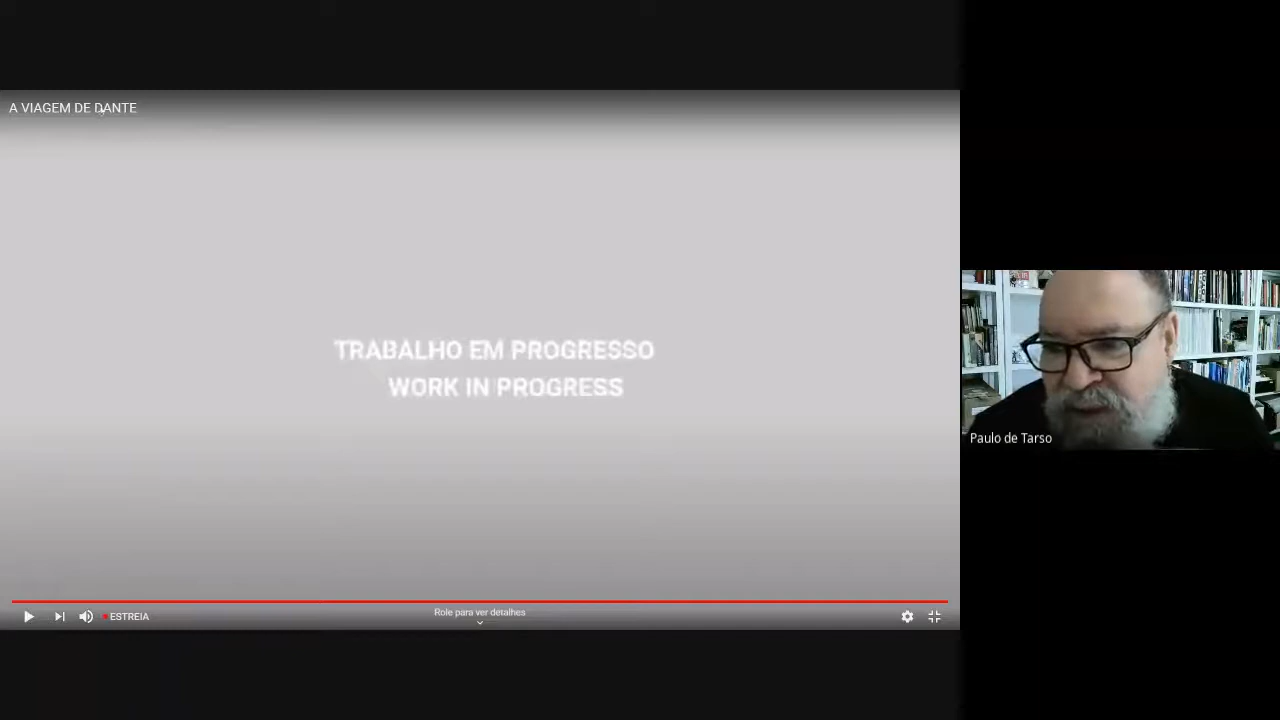 A VIAGEM DE DANTE
TRABALHO EM PROGRESSO
WORK IN PROGRESS
Paulo de Tarso
ESTREIA
Role para ver detalhes